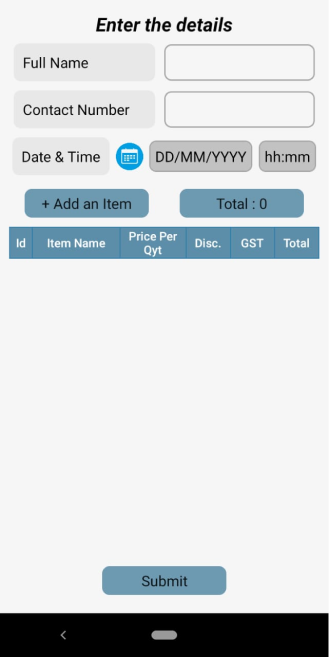 Enter the details
Full Name
Contact Number
Date & Time DD/MM/YYYY hh:mm
+ Add an Item Total : 0
Id Item Name Price Per Qyt Disc. GST Total
Submit